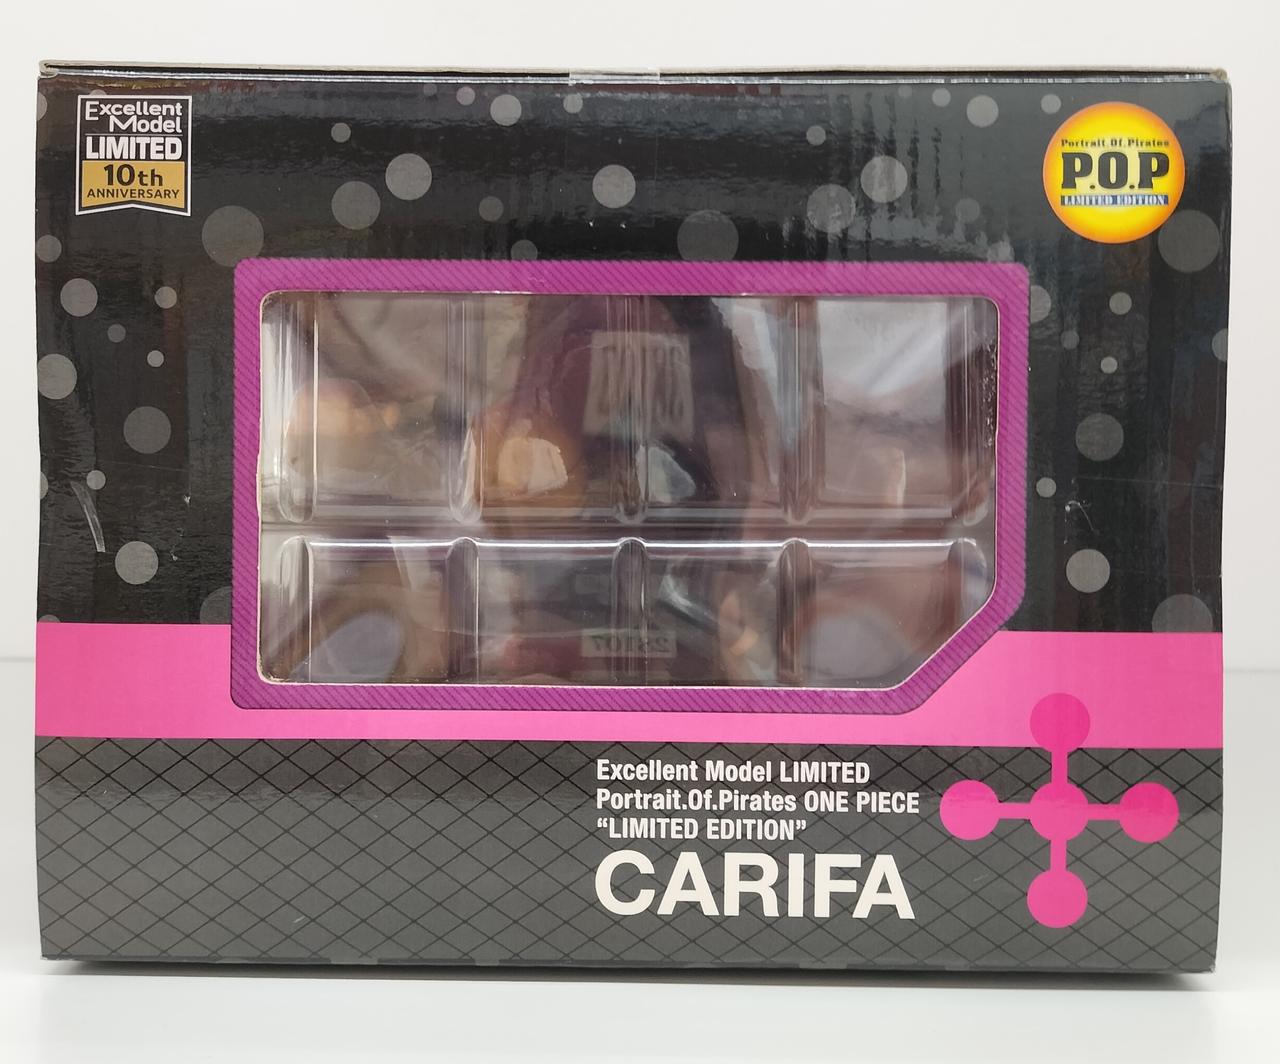 Excellent
Model
LIMITED
10th
ANNIVERSARY
Portrait.Of.Pirates
P.O.P
LIMITED EDITION
Excellent Model LIMITED
Portrait.Of.Pirates ONE PIECE
“LIMITED EDITION”
CARIFA